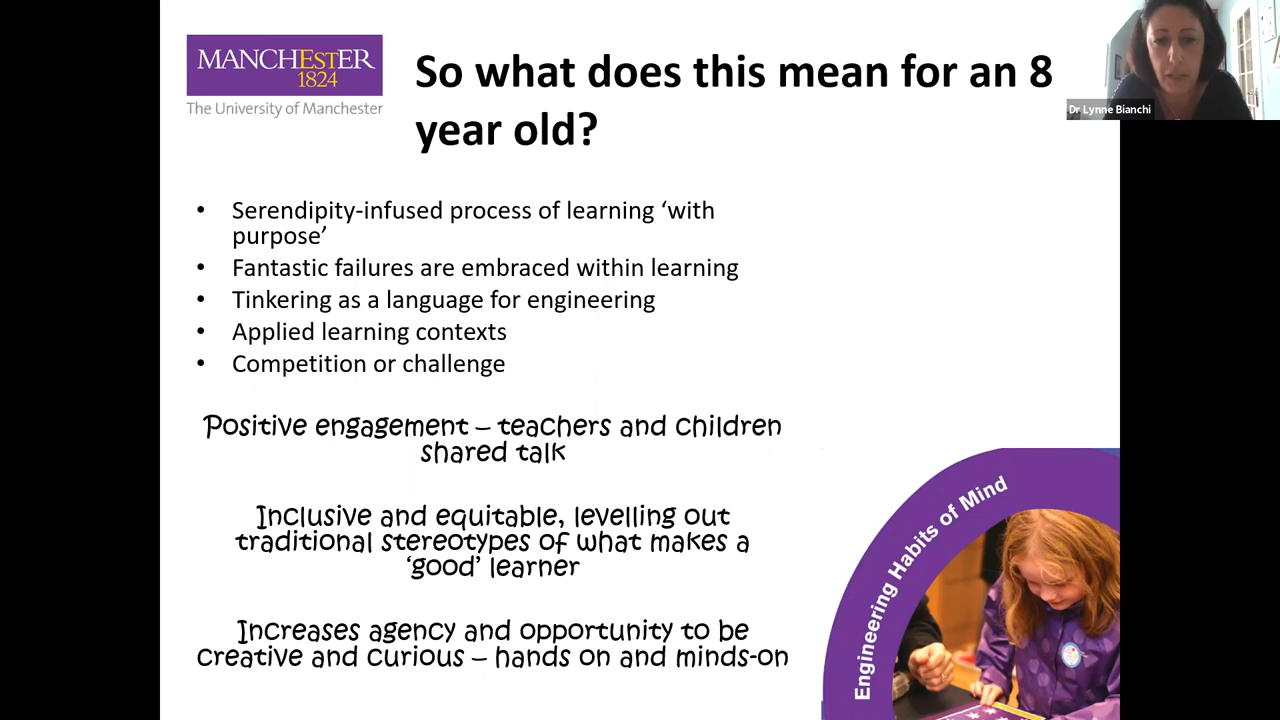 MANCHESTER
1824
The University of Manchester
So what does this mean for an 8
year old?
Dr Lynne Bianchi
• Serendipity-infused process of learning ‘with
purpose’
• Fantastic failures are embraced within learning
• Tinkering as a language for engineering
• Applied learning contexts
• Competition or challenge
Positive engagement – teachers and children
shared talk
Inclusive and equitable, levelling out
traditional stereotypes of what makes a
‘good’ learner
Increases agency and opportunity to be
creative and curious – hands on and minds-on
Engineering Habits of Mind